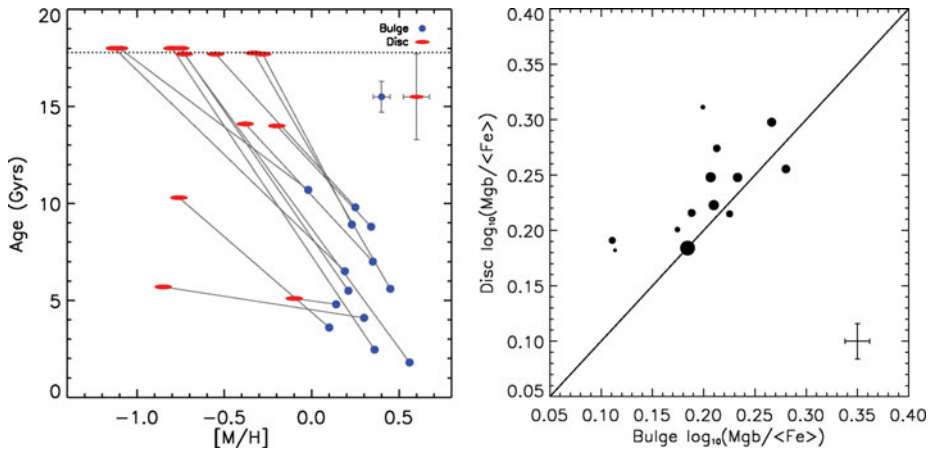 20
15
10
5
0
Age (Gyrs)
Bulge
Disc
−1.0 −0.5 0.0 0.5
[M/H]
0.40
0.35
0.30
0.25
0.20
0.15
0.10
0.05
Disc log₁₀(Mgb/<Fe>)
0.05 0.10 0.15 0.20 0.25 0.30 0.35 0.40
Bulge log₁₀(Mgb/<Fe>)